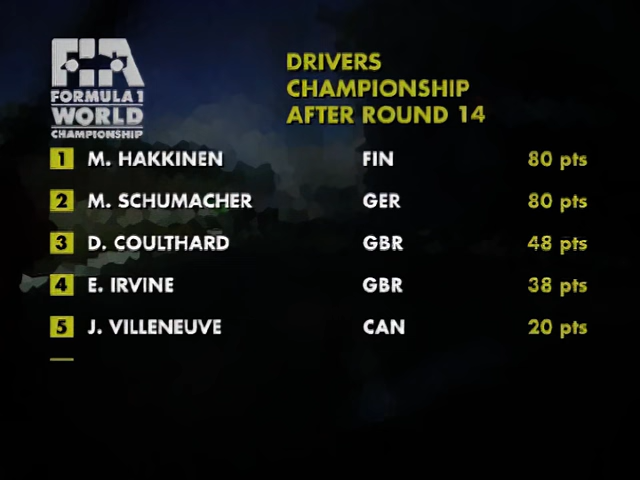 FIA
FORMULA 1
WORLD
CHAMPIONSHIP
DRIVERS
CHAMPIONSHIP
AFTER ROUND 14
1 M. HAKKINEN FIN 80 pts
2 M. SCHUMACHER GER 80 pts
3 D. COULTHARD GBR 48 pts
4 E. IRVINE GBR 38 pts
5 J. VILLENEUVE CAN 20 pts